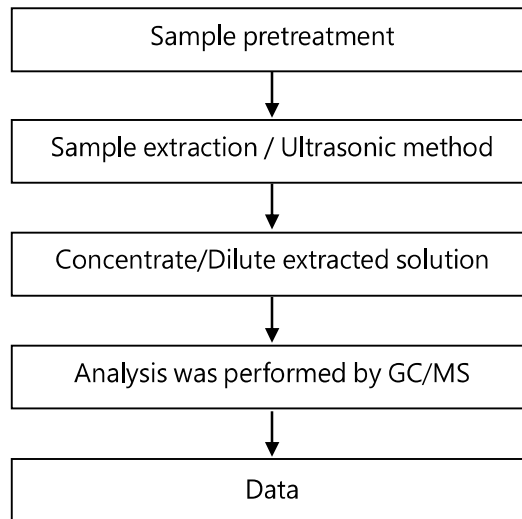 Sample pretreatment
Sample extraction / Ultrasonic method
Concentrate/Dilute extracted solution
Analysis was performed by GC/MS
Data